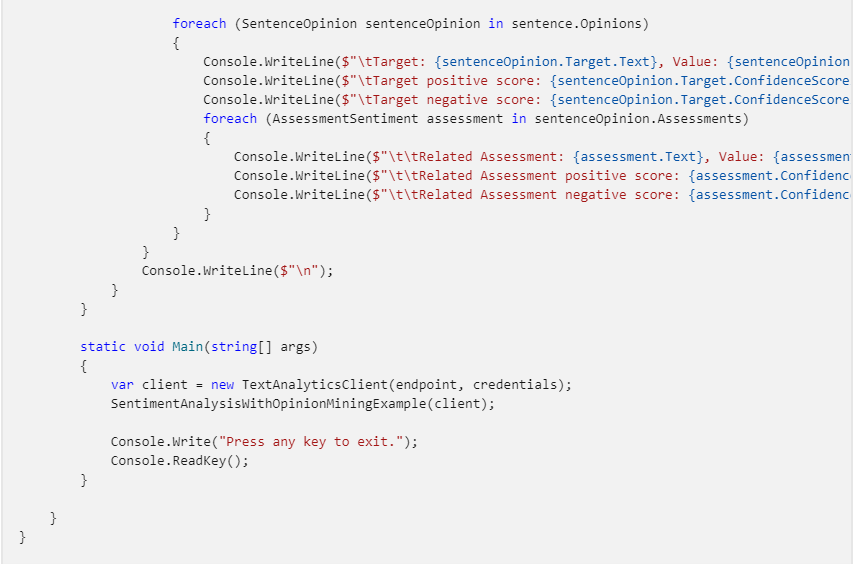 foreach (SentenceOpinion sentenceOpinion in sentence.Opinions)
{
Console.WriteLine($"\tTarget: {sentenceOpinion.Target.Text}, Value: {sentenceOpinion
Console.WriteLine($"\tTarget positive score: {sentenceOpinion.Target.ConfidenceScore
Console.WriteLine($"\tTarget negative score: {sentenceOpinion.Target.ConfidenceScore
foreach (AssessmentSentiment assessment in sentenceOpinion.Assessments)
{
Console.WriteLine($"\t\tRelated Assessment: {assessment.Text}, Value: {assessmen
Console.WriteLine($"\t\tRelated Assessment positive score: {assessment.Confidenc
Console.WriteLine($"\t\tRelated Assessment negative score: {assessment.Confidenc
}
}
}
Console.WriteLine($"\n");
}
}
static void Main(string[] args)
{
var client = new TextAnalyticsClient(endpoint, credentials);
SentimentAnalysisWithOpinionMiningExample(client);
Console.Write("Press any key to exit.");
Console.ReadKey();
}
}
}